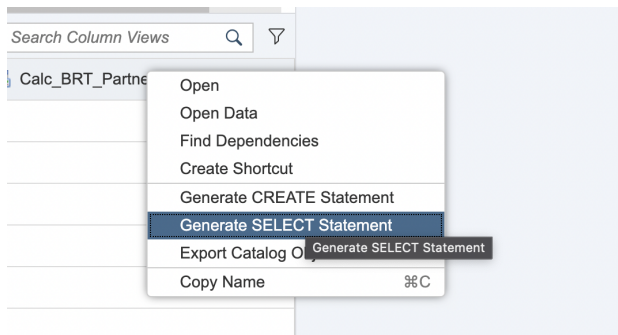 Search Column Views
Calc_BRT_Partne
Open
Open Data
Find Dependencies
Create Shortcut
Generate CREATE Statement
Generate SELECT Statement
Generate SELECT Statement
Export Catalog Ob
Copy Name ⌘C